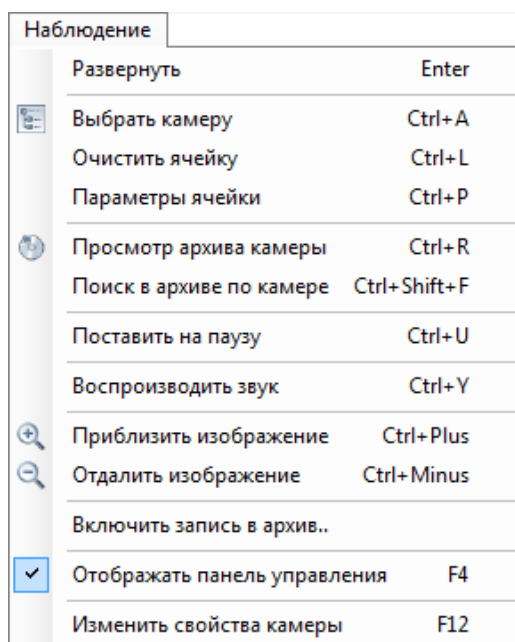 Наблюдение
Развернуть Enter
Выбрать камеру Ctrl+A
Очистить ячейку Ctrl+L
Параметры ячейки Ctrl+P
Просмотр архива камеры Ctrl+R
Поиск в архиве по камере Ctrl+Shift+F
Поставить на паузу Ctrl+U
Воспроизводить звук Ctrl+Y
Приблизить изображение Ctrl+Plus
Отдалить изображение Ctrl+Minus
Включить запись в архив..
Отображать панель управления F4
Изменить свойства камеры F12